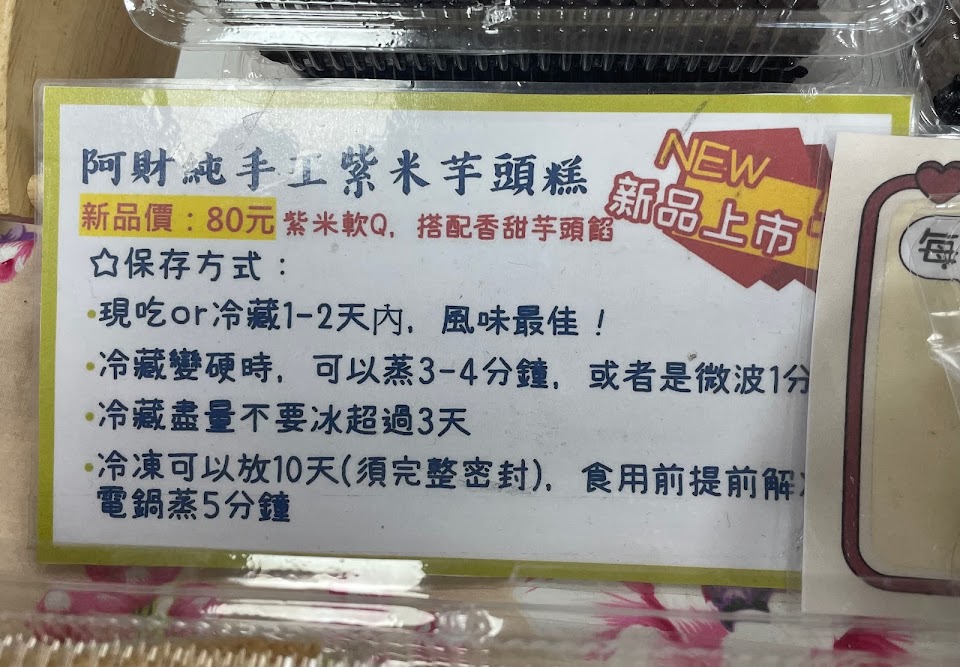 阿財純手工紫米芋頭糕
NEW
新品上市
新品價：80元 紫米軟Q，搭配香甜芋頭餡
☆保存方式：
•現吃or冷藏1-2天內，風味最佳！
•冷藏變硬時，可以蒸3-4分鐘，或者是微波1分
•冷藏盡量不要冰超過3天
•冷凍可以放10天(須完整密封)，食用前提前解
電鍋蒸5分鐘
每